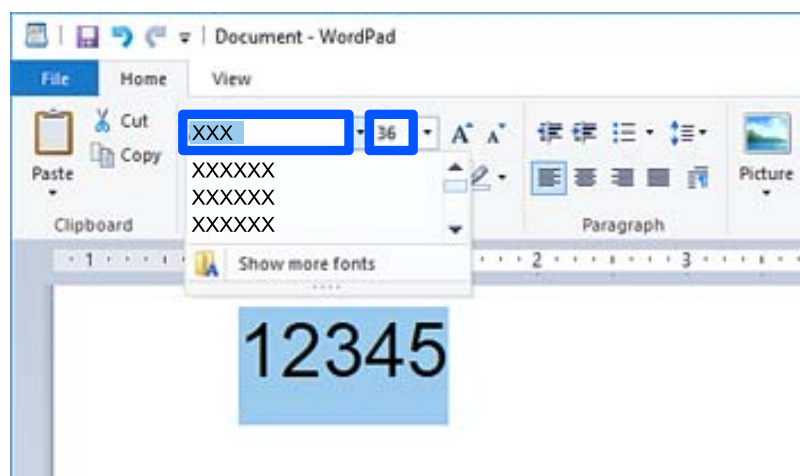 Document - WordPad
File Home View
Cut
Copy
Paste
XXX 36 A A
XXXXXX
XXXXXX
XXXXXX
Show more fonts
Picture
Clipboard Paragraph
1 2 3
12345